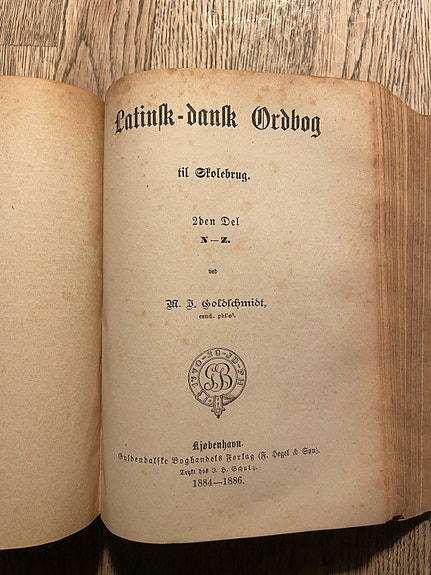 Latinsk-dansk Ordbog
til Skolebrug.
2den Del
N—Z.
ved
M. J. Goldschmidt,
cand. philol.
GB
Kjøbenhavn.
Gyldendalske Boghandels Forlag (F. Hegel & Søn).
Trykt hos J. H. Schultz.
1884—1886.